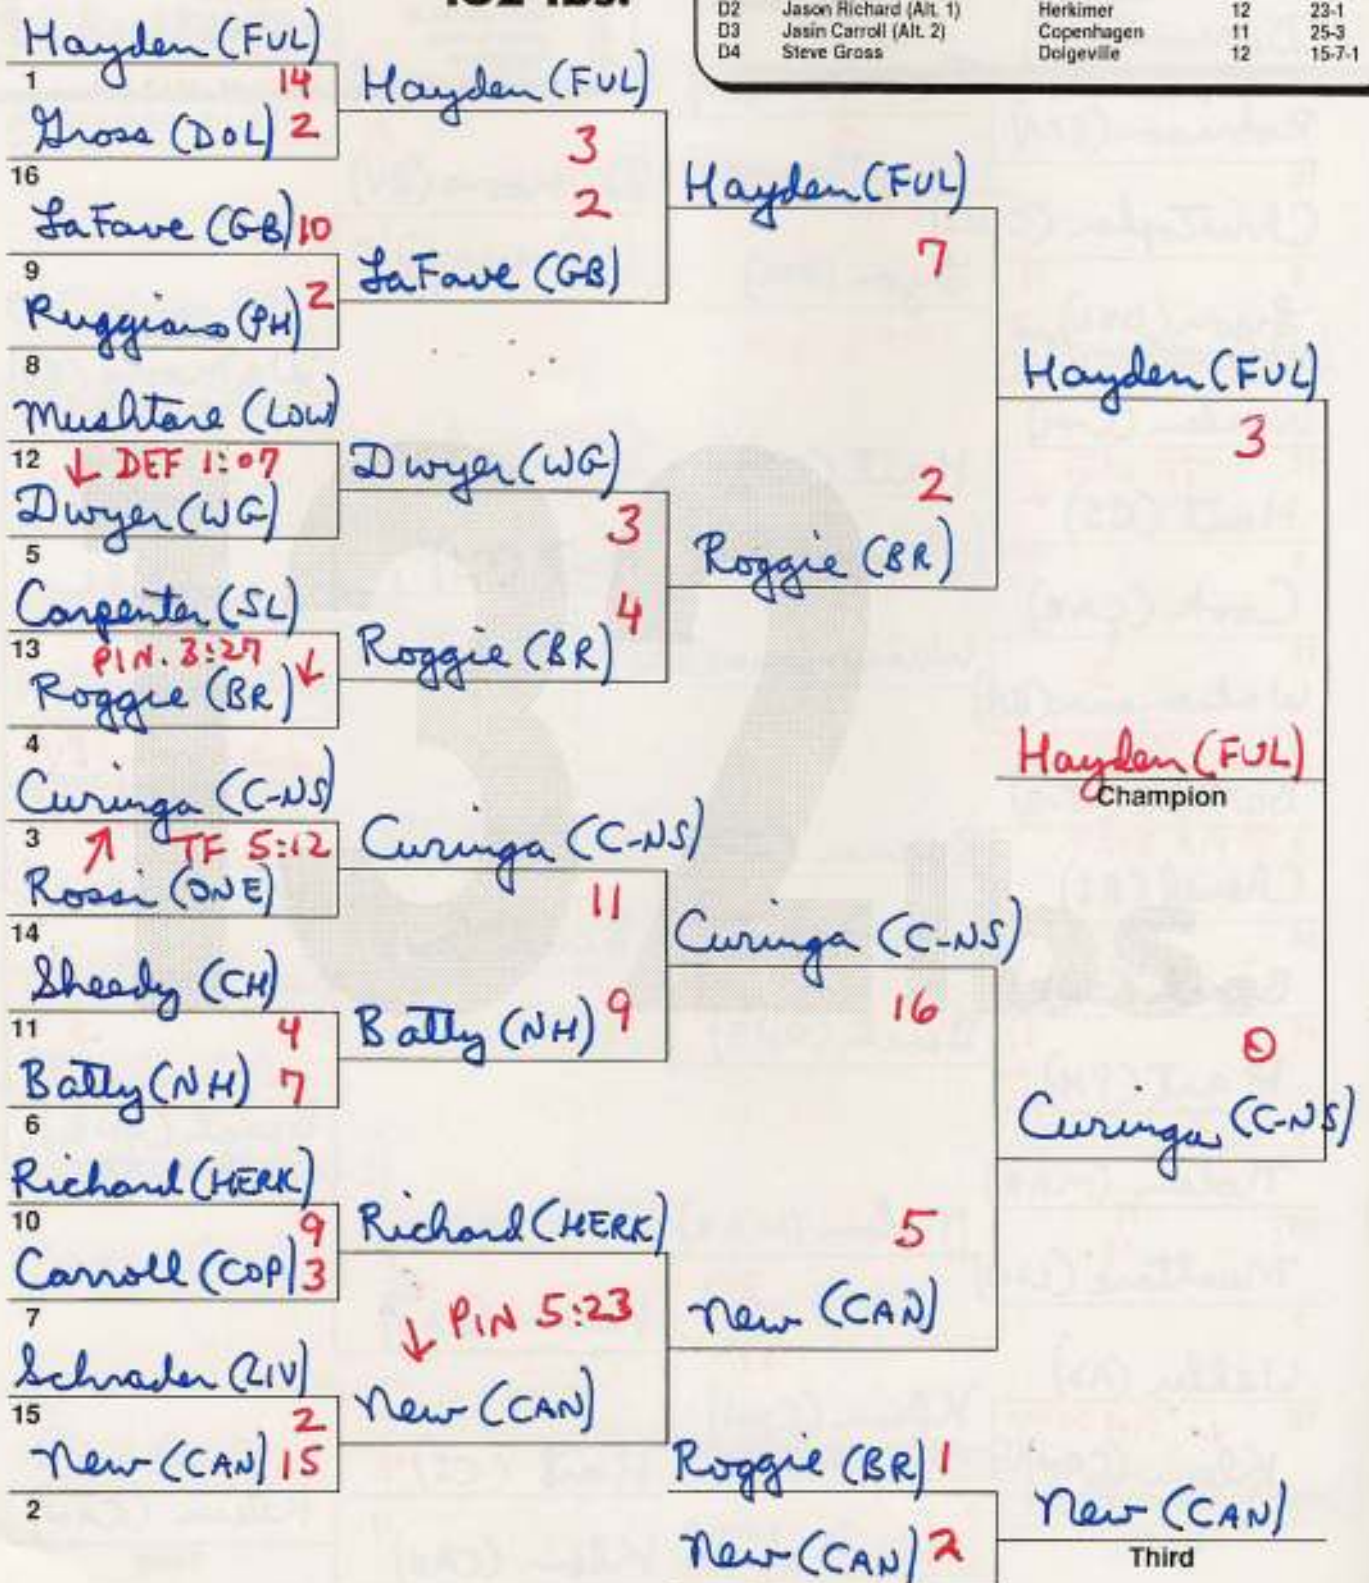 132 lbs.
D2 Jason Richard (Alt. 1) Herkimer 12 23-1
D3 Jasin Carroll (Alt. 2) Copenhagen 11 25-3
D4 Steve Gross Dolgeville 12 15-7-1
Hayden (FUL)
1
14
Gross (DOL) 2
16
LaFave (GB) 10
9
Ruggiano (PH) 2
8
Mushtare (LOW)
12
↓ DEF 1:07
Dwyer (WG)
5
Carpenter (SL)
13
PIN. 3:27
Roggie (BR) ↓
4
Curinga (C-NS)
3
↗ TF 5:12
Rossi (ONE)
14
Sheedy (CH)
11
4
Batty (NH) 7
6
Richard (HERK)
10
9
Carroll (COP) 3
7
Schrader (LIV)
15
2
New (CAN) 15
2
Hayden (FUL)
3
2
LaFave (GB)
Dwyer (WG)
3
4
Roggie (BR)
Curinga (C-NS)
11
Batty (NH) 9
Richard (HERK)
↓ PIN 5:23
New (CAN)
Hayden (FUL)
7
2
Roggie (BR)
Curinga (C-NS)
16
5
New (CAN)
Roggie (BR) 1
New (CAN) 2
Hayden (FUL)
3
Hayden (FUL)
Champion
0
Curinga (C-NS)
New (CAN)
Third
132